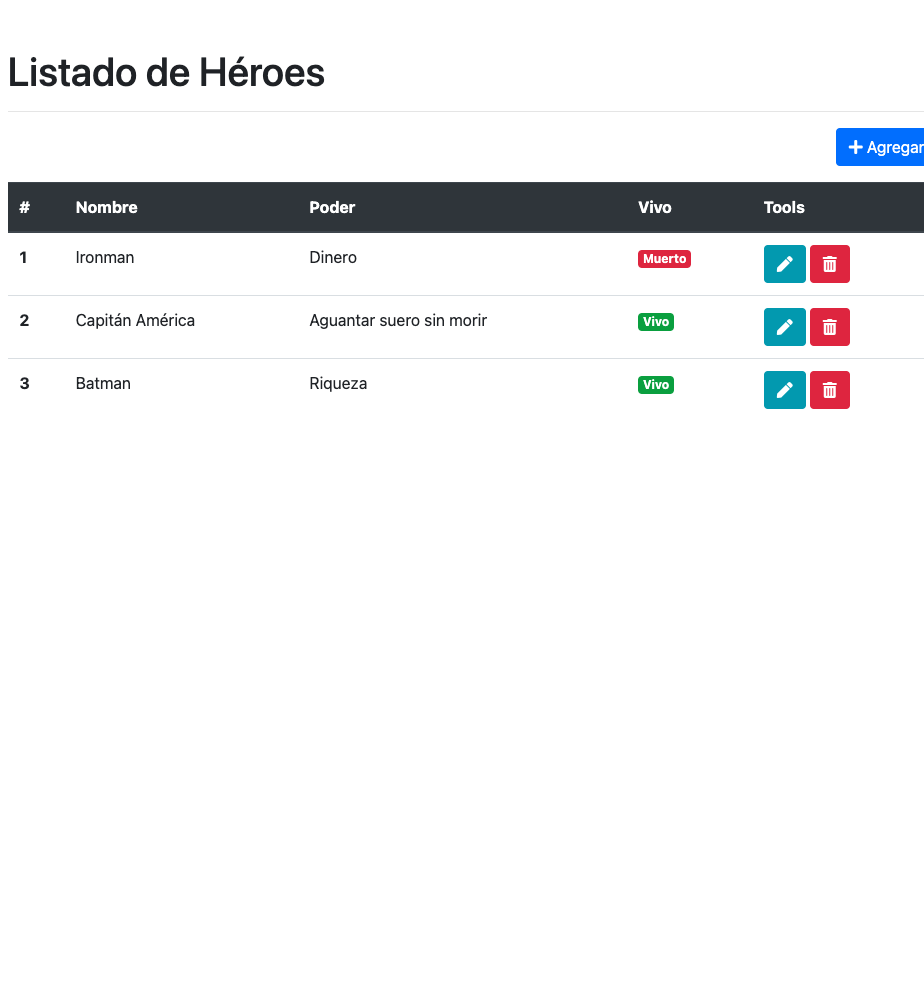 Listado de Héroes
Agregar
# Nombre Poder Vivo Tools
1 Ironman Dinero Muerto
2 Capitán América Aguantar suero sin morir Vivo
3 Batman Riqueza Vivo